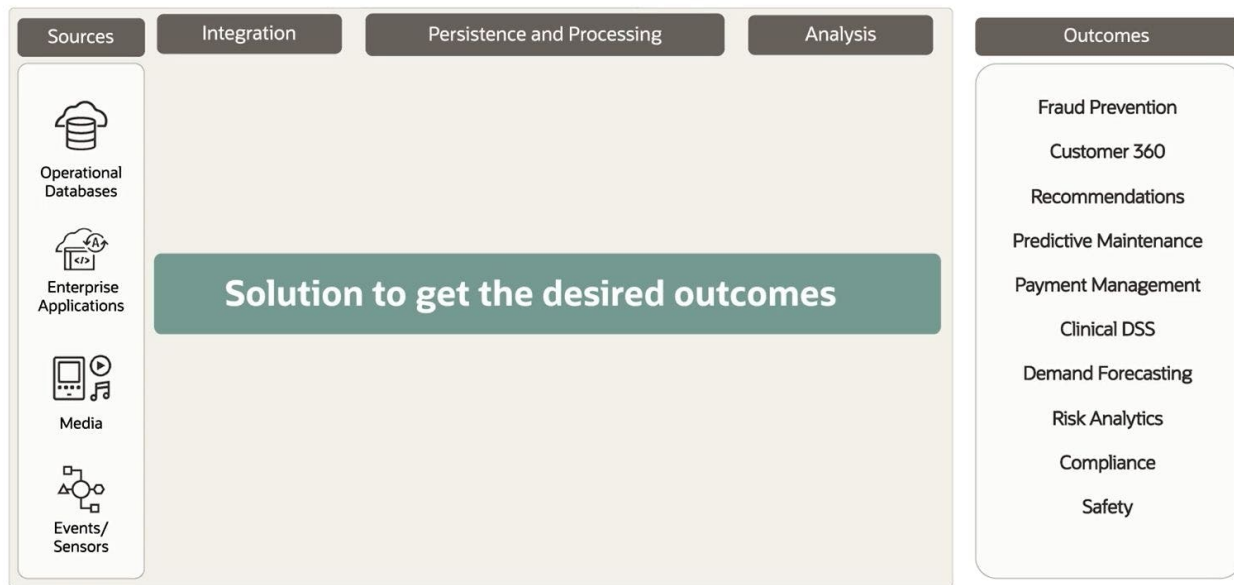 Sources
Integration
Persistence and Processing
Analysis
Outcomes
Operational
Databases
Enterprise
Applications
Media
Events/
Sensors
Solution to get the desired outcomes
Fraud Prevention
Customer 360
Recommendations
Predictive Maintenance
Payment Management
Clinical DSS
Demand Forecasting
Risk Analytics
Compliance
Safety